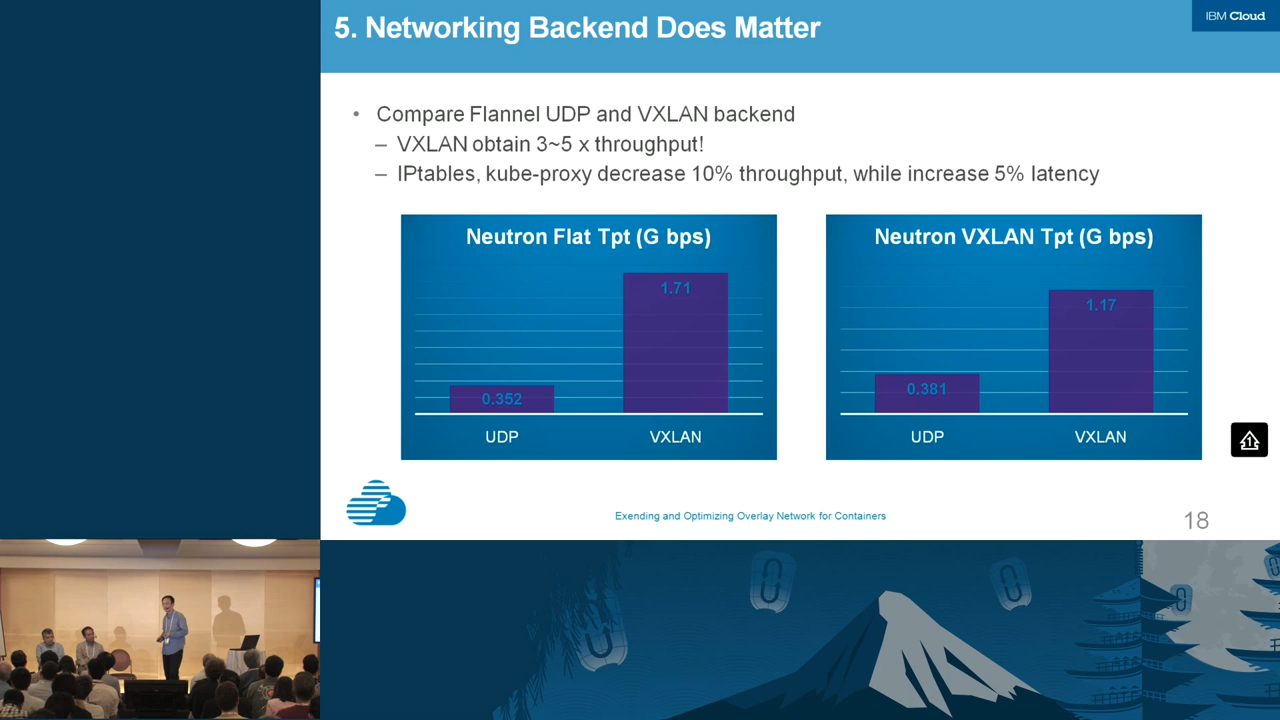 5. Networking Backend Does Matter
IBM Cloud
• Compare Flannel UDP and VXLAN backend
– VXLAN obtain 3~5 x throughput!
– IPtables, kube-proxy decrease 10% throughput, while increase 5% latency
Neutron Flat Tpt (G bps)
1.71
0.352
UDP VXLAN
Neutron VXLAN Tpt (G bps)
1.17
0.381
UDP VXLAN
Exending and Optimizing Overlay Network for Containers
18
1